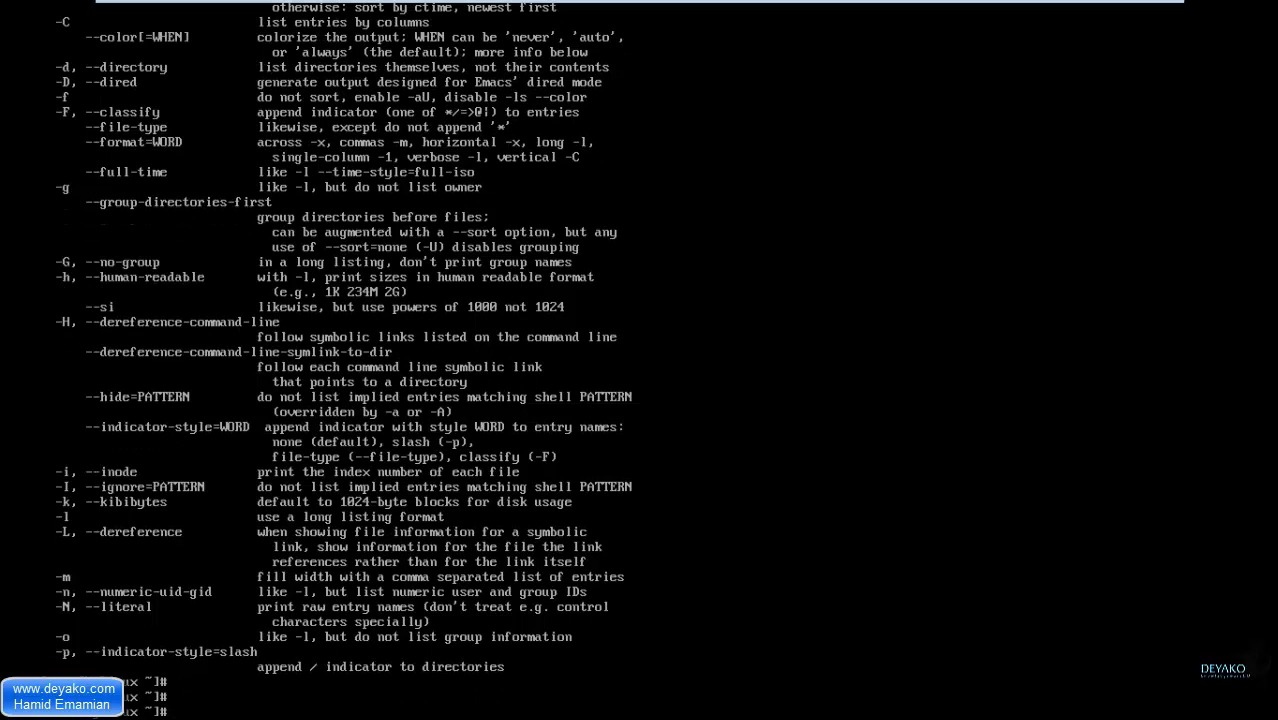 otherwise: sort by ctime, newest first
-C list entries by columns
--color[=WHEN] colorize the output; WHEN can be 'never', 'auto',
or 'always' (the default); more info below
-d, --directory list directories themselves, not their contents
-D, --dired generate output designed for Emacs' dired mode
-f do not sort, enable -aU, disable -ls --color
-F, --classify append indicator (one of */=>@|) to entries
--file-type likewise, except do not append '*'
--format=WORD across -x, commas -m, horizontal -x, long -l,
single-column -1, verbose -l, vertical -C
--full-time like -l --time-style=full-iso
-g like -l, but do not list owner
--group-directories-first
group directories before files;
can be augmented with a --sort option, but any
use of --sort=none (-U) disables grouping
-G, --no-group in a long listing, don't print group names
-h, --human-readable with -l, print sizes in human readable format
(e.g., 1K 234M 2G)
--si likewise, but use powers of 1000 not 1024
-H, --dereference-command-line
follow symbolic links listed on the command line
--dereference-command-line-symlink-to-dir
follow each command line symbolic link
that points to a directory
--hide=PATTERN do not list implied entries matching shell PATTERN
(overridden by -a or -A)
--indicator-style=WORD append indicator with style WORD to entry names:
none (default), slash (-p),
file-type (--file-type), classify (-F)
-i, --inode print the index number of each file
-I, --ignore=PATTERN do not list implied entries matching shell PATTERN
-k, --kibibytes default to 1024-byte blocks for disk usage
-l use a long listing format
-L, --dereference when showing file information for a symbolic
link, show information for the file the link
references rather than for the link itself
-m fill width with a comma separated list of entries
-n, --numeric-uid-gid like -l, but list numeric user and group IDs
-N, --literal print raw entry names (don't treat e.g. control
characters specially)
-o like -l, but do not list group information
-p, --indicator-style=slash
append / indicator to directories
ux ~]#
ux ~]#
ux ~]#
www.deyako.com
Hamid Emamian
DEYAKO